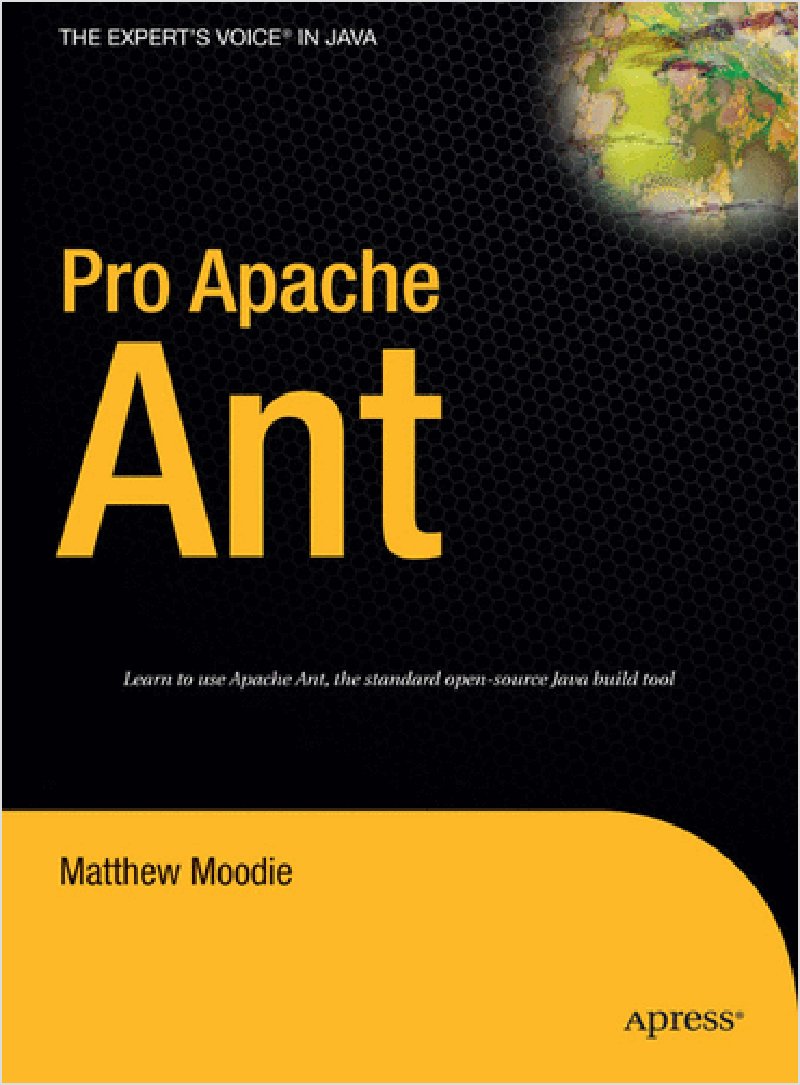 THE EXPERT'S VOICE® IN JAVA
Pro Apache
Ant
Learn to use Apache Ant, the standard open-source Java build tool
Matthew Moodie
Apress®